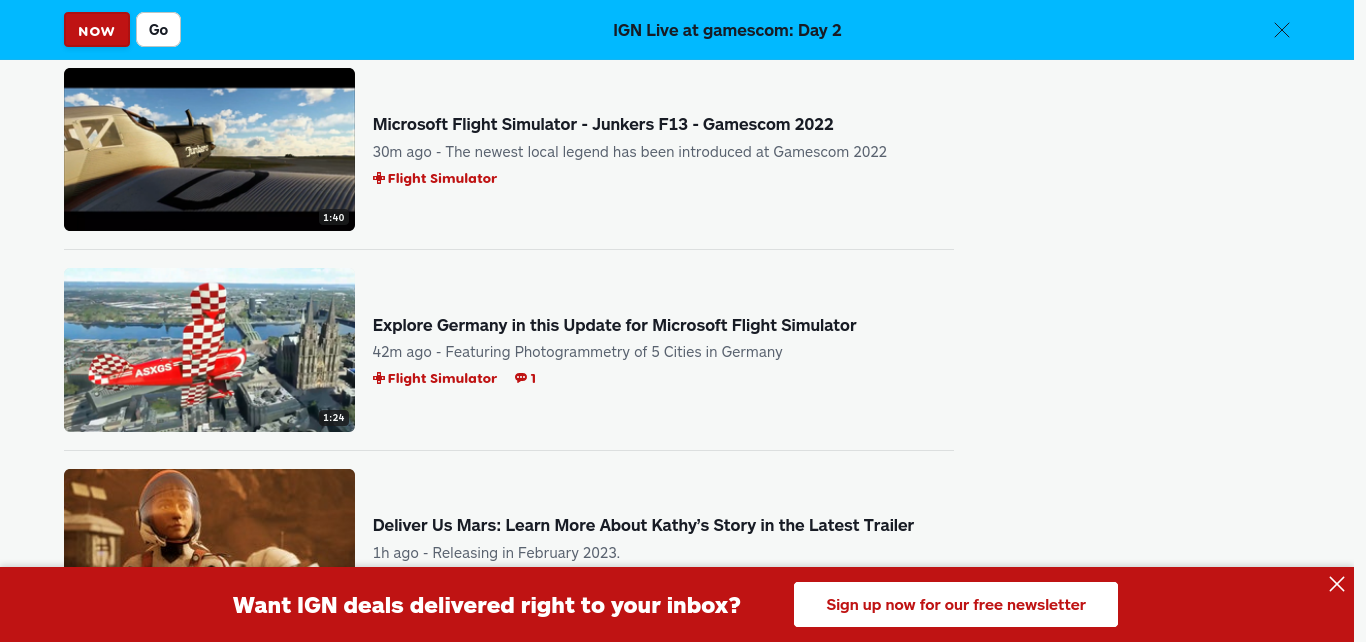 NOW
Go
IGN Live at gamescom: Day 2
Junkers
1:40
Microsoft Flight Simulator - Junkers F13 - Gamescom 2022
30m ago - The newest local legend has been introduced at Gamescom 2022
Flight Simulator
ASXGS
1:24
Explore Germany in this Update for Microsoft Flight Simulator
42m ago - Featuring Photogrammetry of 5 Cities in Germany
Flight Simulator
1
Deliver Us Mars: Learn More About Kathy’s Story in the Latest Trailer
1h ago - Releasing in February 2023.
Want IGN deals delivered right to your inbox?
Sign up now for our free newsletter